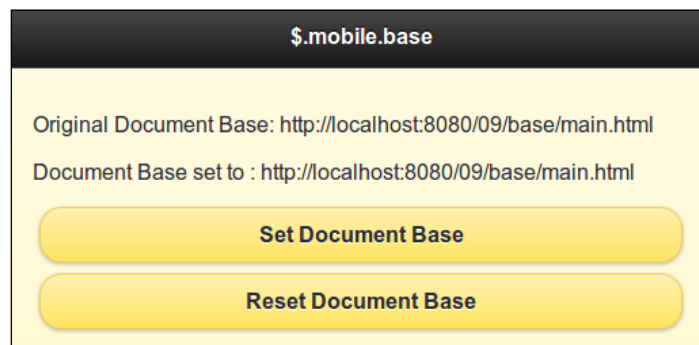 $.mobile.base
Original Document Base: http://localhost:8080/09/base/main.html
Document Base set to : http://localhost:8080/09/base/main.html
Set Document Base
Reset Document Base